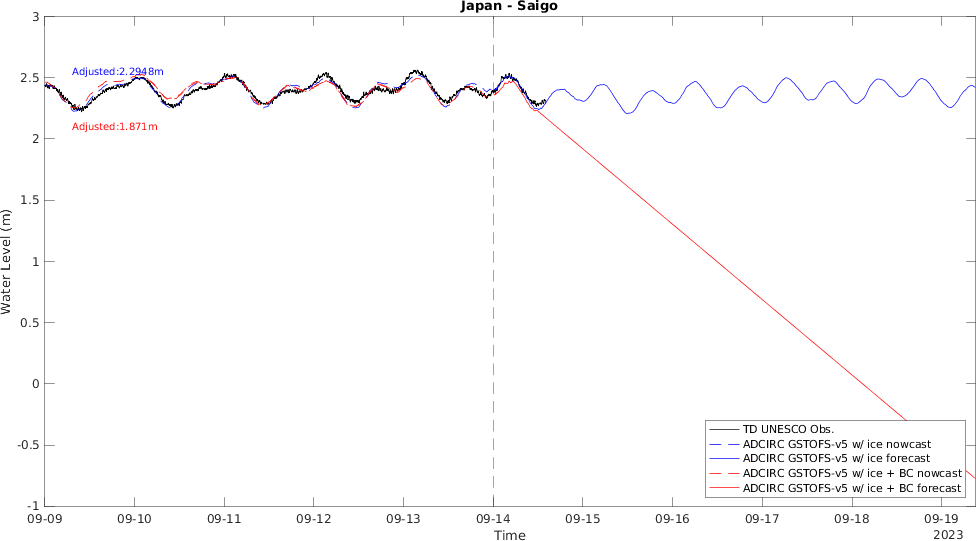 Japan - Saigo
3
2.5
2
1.5
1
0.5
0
-0.5
-1
Water Level (m)
Adjusted:2.2948m
Adjusted:1.871m
TD UNESCO Obs.
ADCIRC GSTOFS-v5 w/ ice nowcast
ADCIRC GSTOFS-v5 w/ ice forecast
ADCIRC GSTOFS-v5 w/ ice + BC nowcast
ADCIRC GSTOFS-v5 w/ ice + BC forecast
09-09 09-10 09-11 09-12 09-13 09-14 09-15 09-16 09-17 09-18 09-19
Time
2023